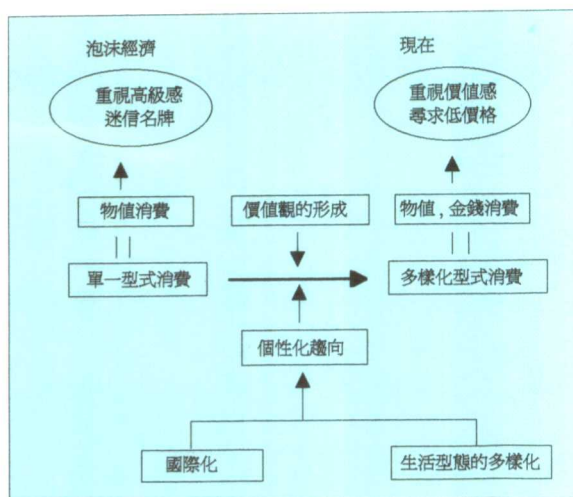 泡沫經濟
現在
重視高級感
迷信名牌
重視價值感
尋求低價格
物值消費
價值觀的形成
物值,金錢消費
單一型式消費
多樣化型式消費
個性化趨向
國際化
生活型態的多樣化